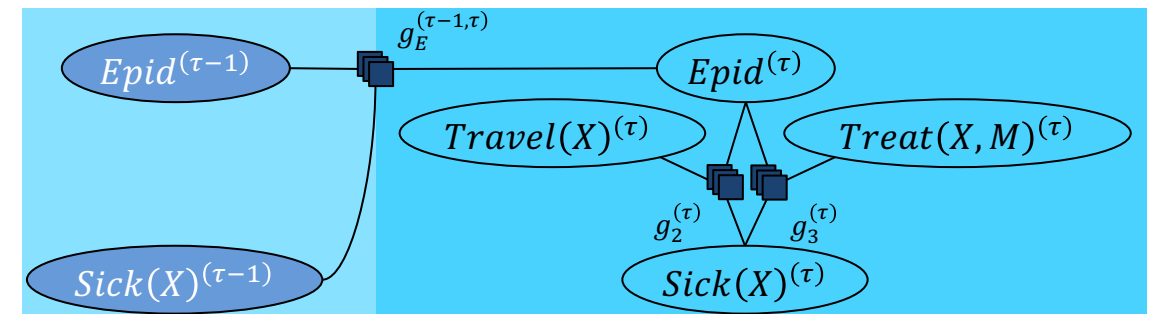 g_E^{(τ−1,τ)}
Epid^{(τ−1)}
Epid^{(τ)}
Travel(X)^{(τ)}
Treat(X, M)^{(τ)}
g_2^{(τ)}
g_3^{(τ)}
Sick(X)^{(τ−1)}
Sick(X)^{(τ)}